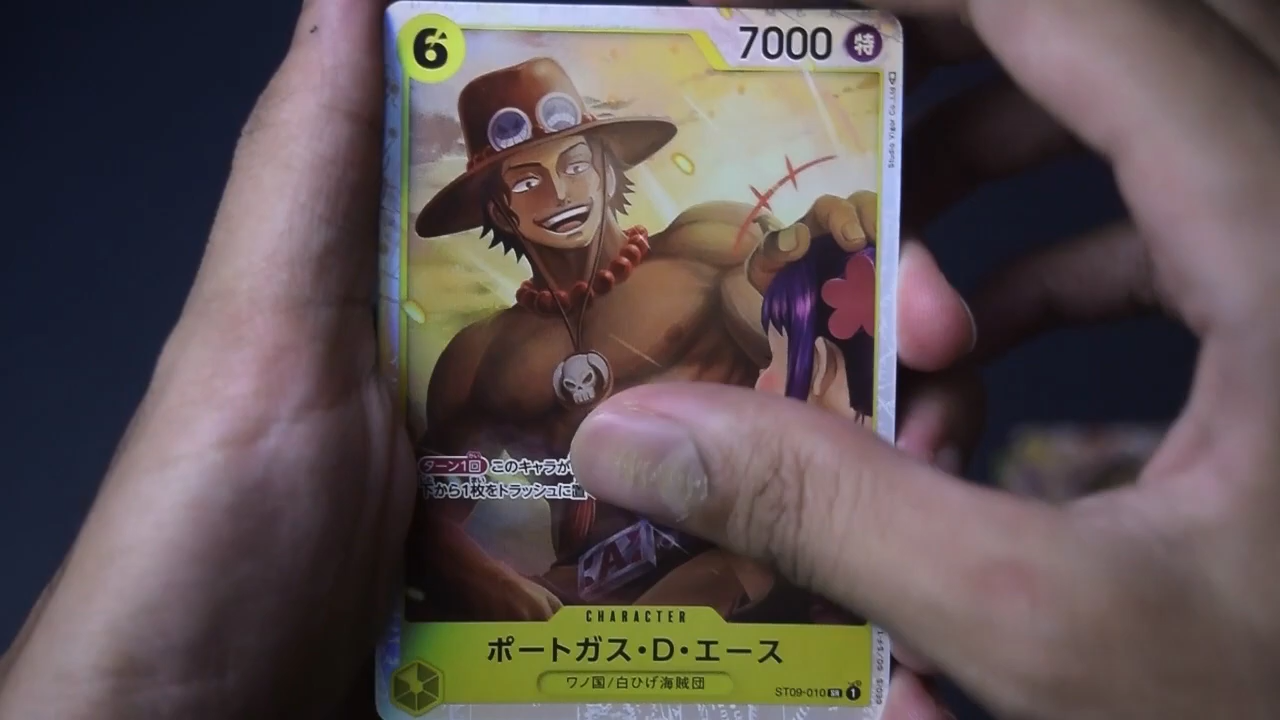 6
7000 特
ターン1回 このキャラが
下から1枚をトラッシュに置
A
CHARACTER
ポートガス・D・エース
ワノ国/白ひげ海賊団
ST09-010 SR 1